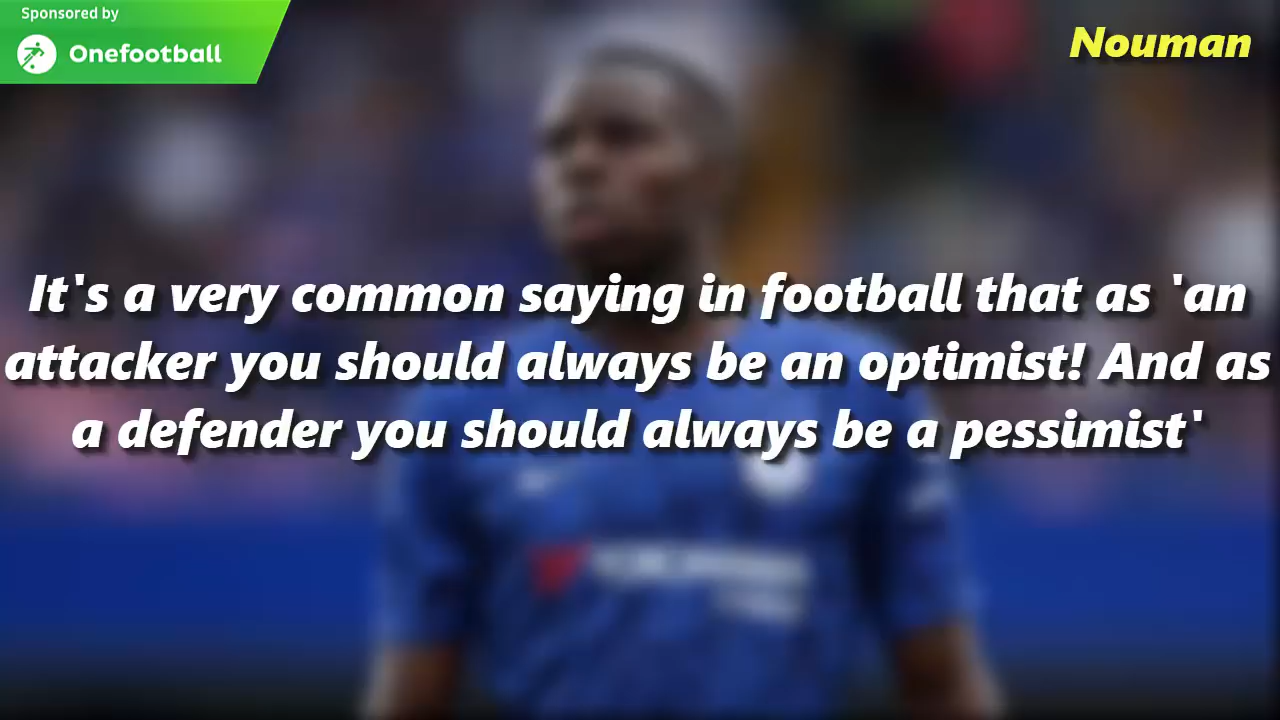 Sponsored by
Onefootball
Nouman
It's a very common saying in football that as 'an
attacker you should always be an optimist! And as
a defender you should always be a pessimist'